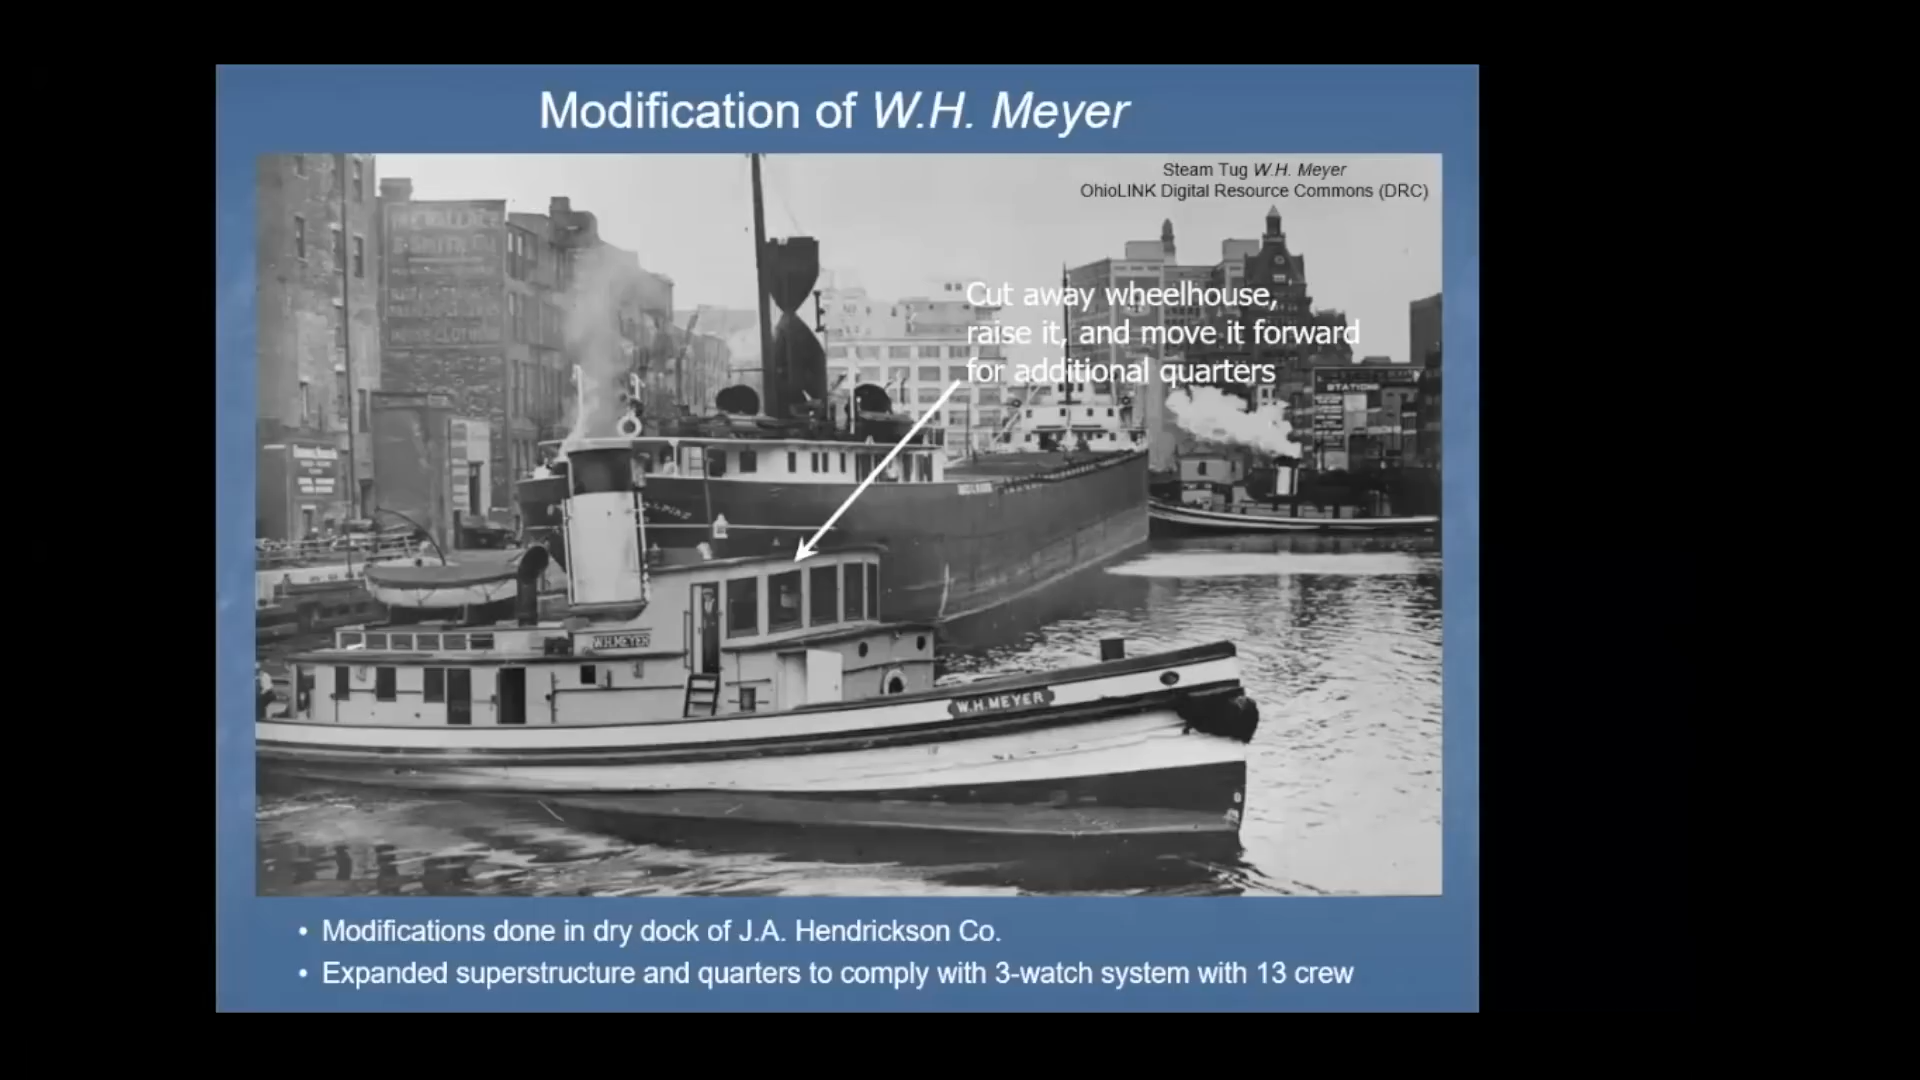 Modification of W.H. Meyer
Steam Tug W.H. Meyer
OhioLINK Digital Resource Commons (DRC)
Cut away wheelhouse,
raise it, and move it forward
for additional quarters
STATIONS
W.H.MEYER
W.H.MEYER
• Modifications done in dry dock of J.A. Hendrickson Co.
• Expanded superstructure and quarters to comply with 3-watch system with 13 crew